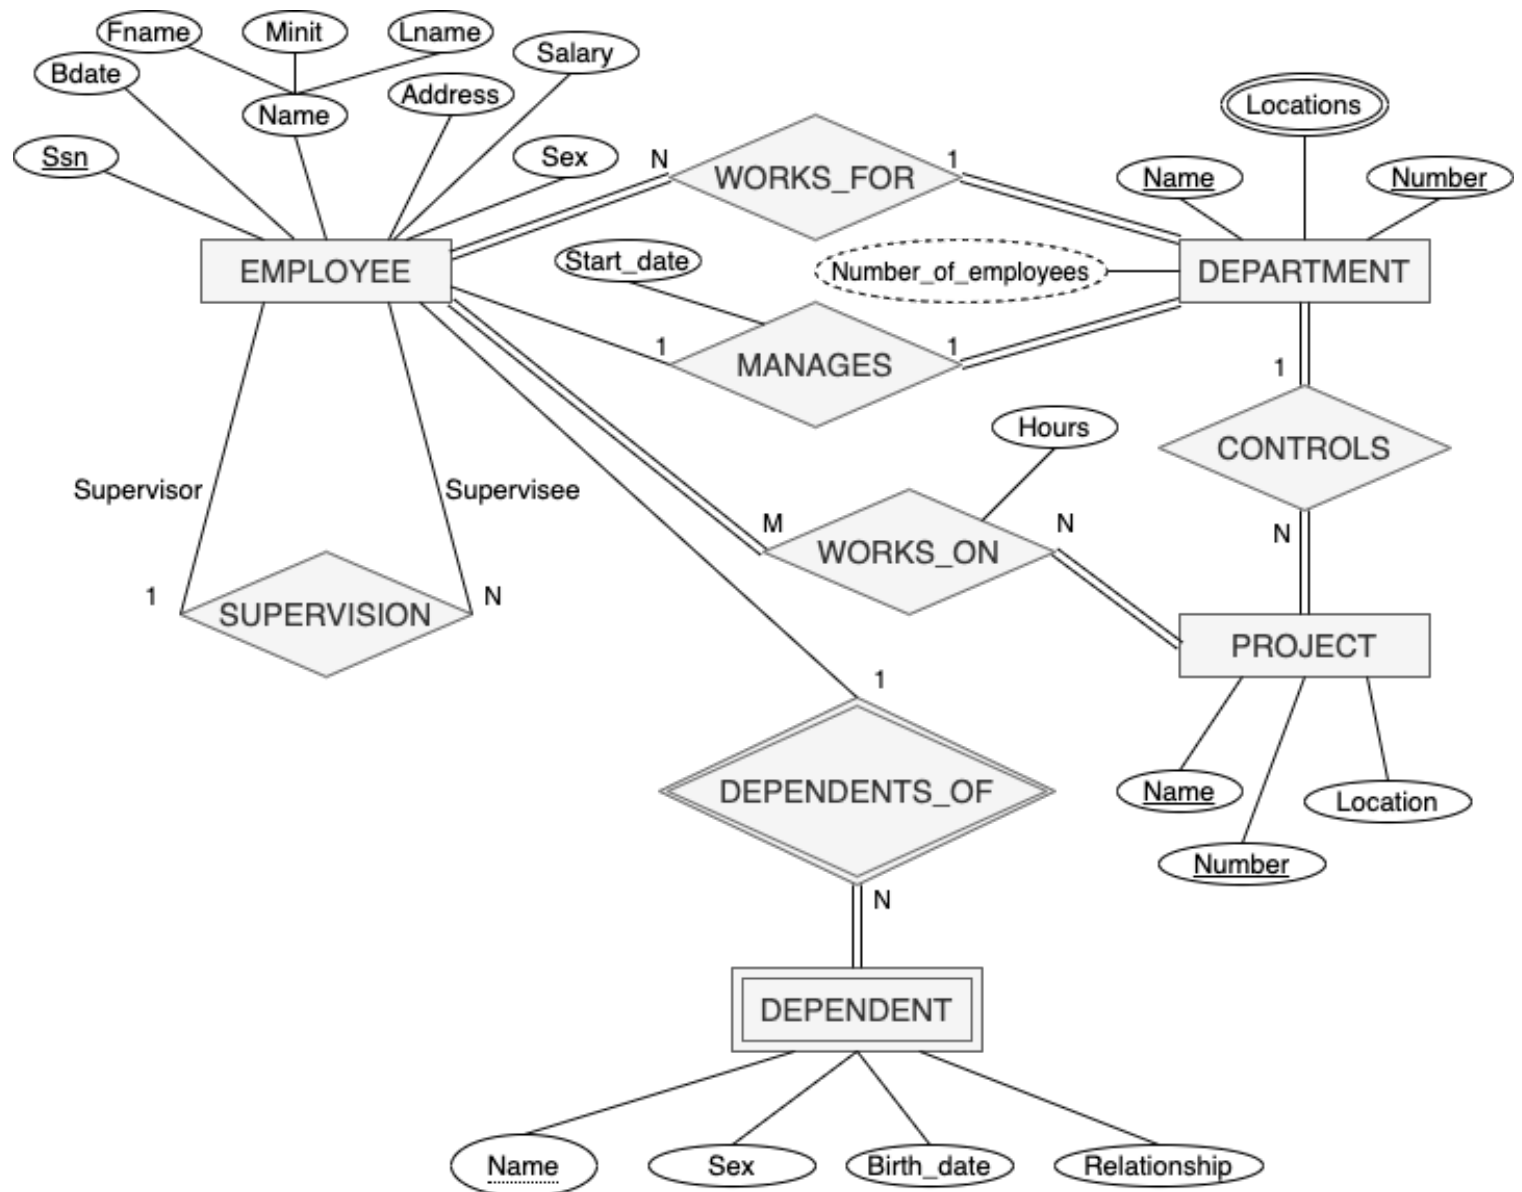 Fname
Minit
Lname
Salary
Bdate
Name
Address
Locations
Ssn
Sex
N
WORKS_FOR
1
Name
Number
EMPLOYEE
Start_date
Number_of_employees
DEPARTMENT
1
MANAGES
1
1
Hours
CONTROLS
Supervisor
Supervisee
M
WORKS_ON
N
N
1
SUPERVISION
N
PROJECT
1
DEPENDENTS_OF
Name
Location
Number
N
DEPENDENT
Name
Sex
Birth_date
Relationship